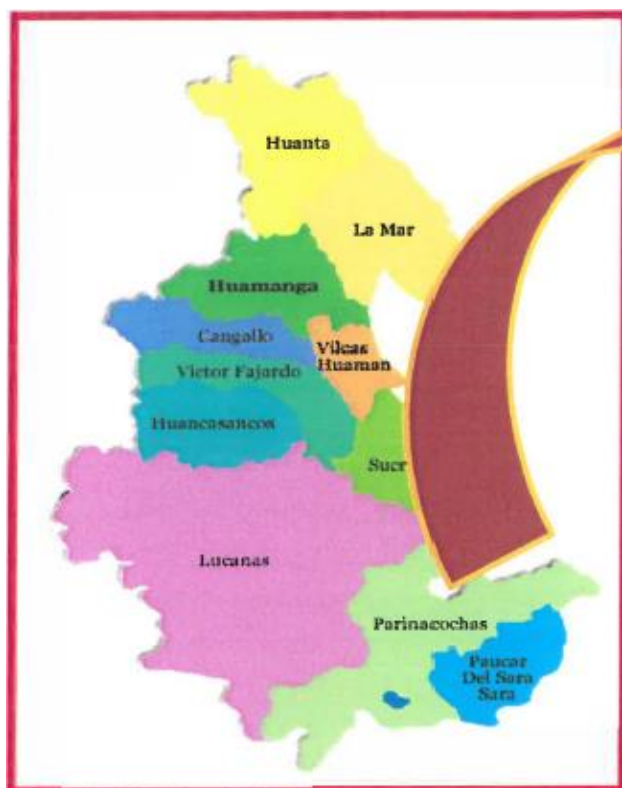 Huanta
La Mar
Huamanga
Cangallo
Vilcas
Huaman
Victor Fajardo
Huancasancos
Sucr
Lucanas
Parinacochas
Paucar
Del Sara
Sara